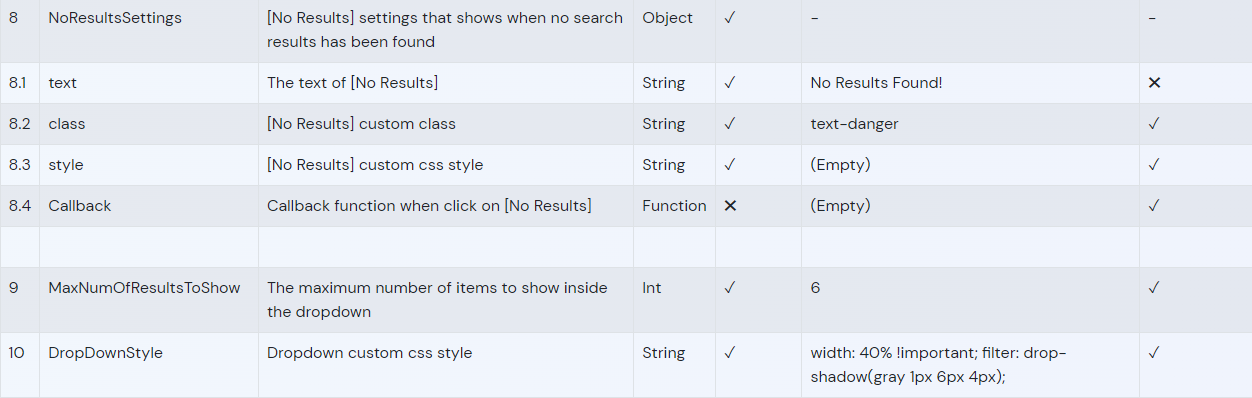 8 NoResultsSettings [No Results] settings that shows when no search Object ✓ - -
results has been found
8.1 text The text of [No Results] String ✓ No Results Found! ✕
8.2 class [No Results] custom class String ✓ text-danger ✓
8.3 style [No Results] custom css style String ✓ (Empty) ✓
8.4 Callback Callback function when click on [No Results] Function ✕ (Empty) ✓
9 MaxNumOfResultsToShow The maximum number of items to show inside Int ✓ 6 ✓
the dropdown
10 DropDownStyle Dropdown custom css style String ✓ width: 40% !important; filter: drop- ✓
shadow(gray 1px 6px 4px);